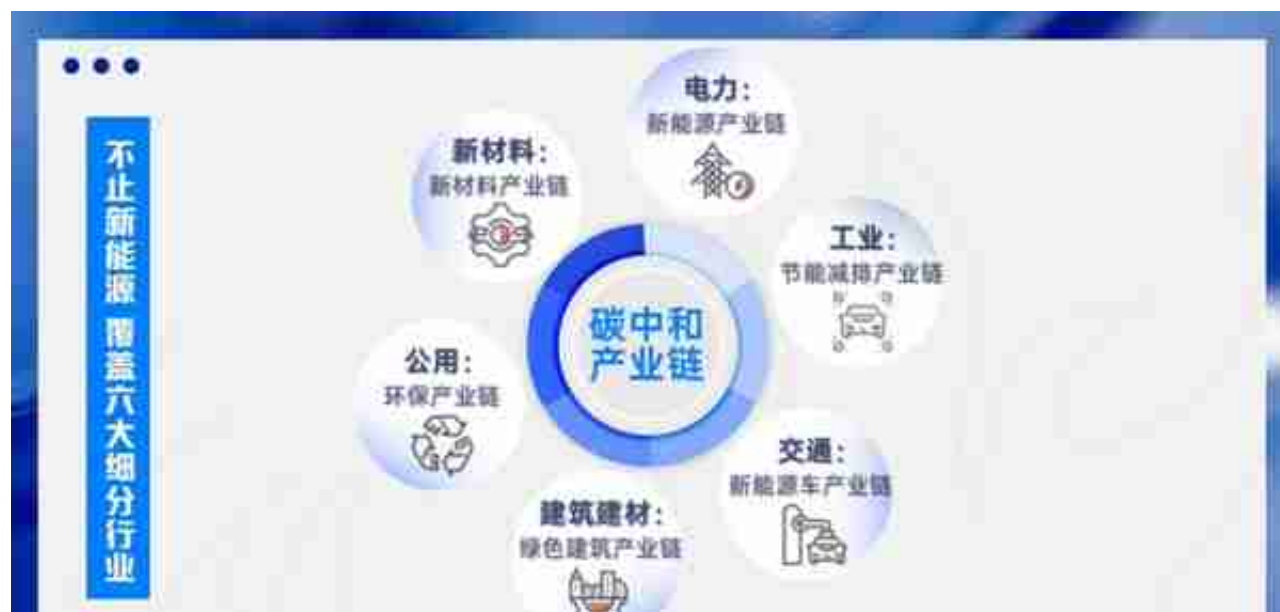 不止新能源 覆盖六大细分行业
电力：
新能源产业链
新材料：
新材料产业链
工业：
节能减排产业链
碳中和
产业链
公用：
环保产业链
交通：
新能源车产业链
建筑建材：
绿色建筑产业链